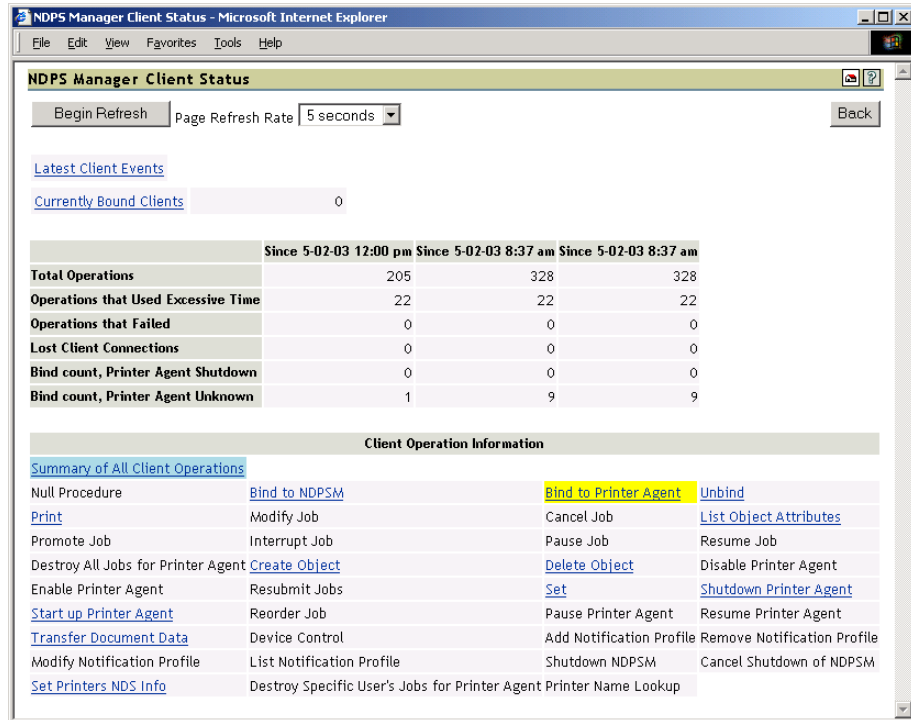 NDPS Manager Client Status - Microsoft Internet Explorer
File Edit View Favorites Tools Help
NDPS Manager Client Status
Begin Refresh Page Refresh Rate 5 seconds Back
Latest Client Events
Currently Bound Clients 0
Since 5-02-03 12:00 pm Since 5-02-03 8:37 am Since 5-02-03 8:37 am
Total Operations 205 328 328
Operations that Used Excessive Time 22 22 22
Operations that Failed 0 0 0
Lost Client Connections 0 0 0
Bind count, Printer Agent Shutdown 0 0 0
Bind count, Printer Agent Unknown 1 9 9
Client Operation Information
Summary of All Client Operations
Null Procedure Bind to NDPSM Bind to Printer Agent Unbind
Print Modify Job Cancel Job List Object Attributes
Promote Job Interrupt Job Pause Job Resume Job
Destroy All Jobs for Printer Agent Create Object Delete Object Disable Printer Agent
Enable Printer Agent Resubmit Jobs Set Shutdown Printer Agent
Start up Printer Agent Reorder Job Pause Printer Agent Resume Printer Agent
Transfer Document Data Device Control Add Notification Profile Remove Notification Profile
Modify Notification Profile List Notification Profile Shutdown NDPSM Cancel Shutdown of NDPSM
Set Printers NDS Info Destroy Specific User's Jobs for Printer Agent Printer Name Lookup